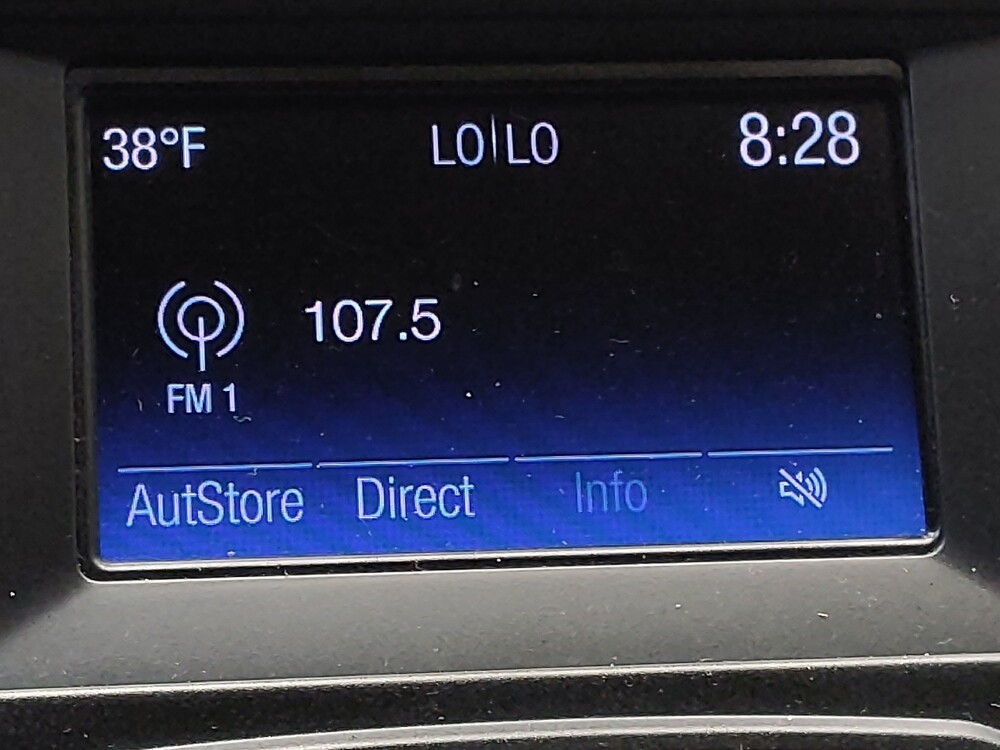 38°F LO|LO 8:28
107.5
FM 1
AutStore Direct Info